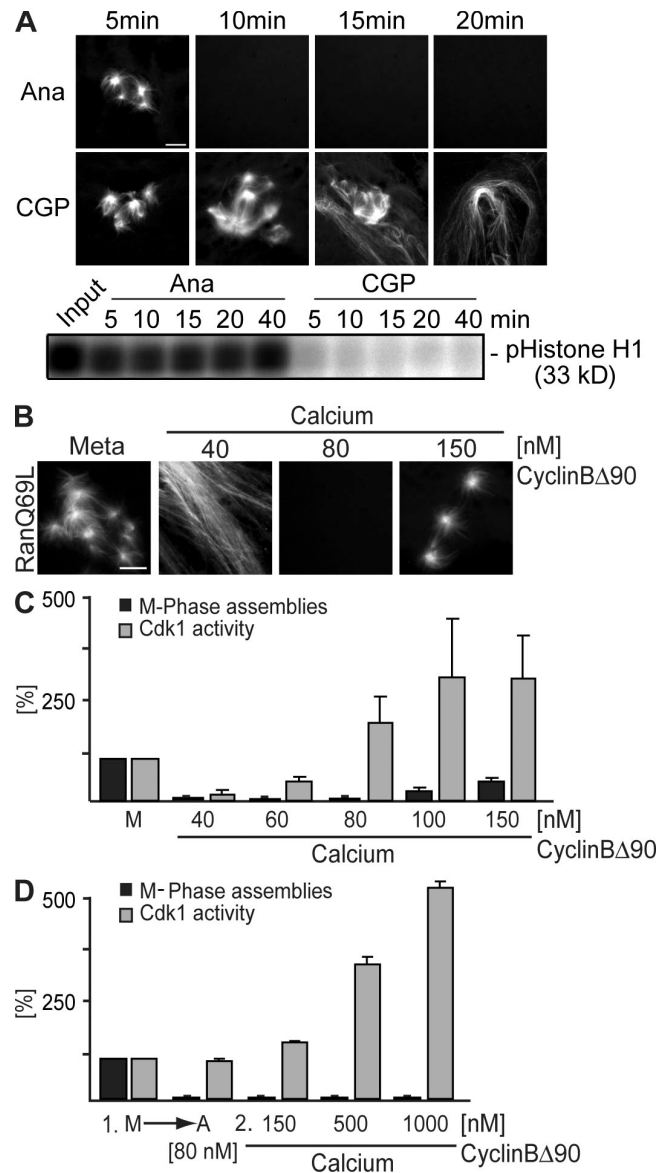 A
5min 10min 15min 20min
Ana
CGP
Input Ana CGP
5 10 15 20 40 5 10 15 20 40 min
- pHistone H1
(33 kD)
B
Calcium
Meta 40 80 150 [nM]
CyclinBΔ90
RanQ69L
C
500
M-Phase assemblies
Cdk1 activity
[%]
250
M 40 60 80 100 150 [nM]
Calcium CyclinBΔ90
D
500
M-Phase assemblies
Cdk1 activity
[%]
250
1. M A 2. 150 500 1000 [nM]
[80 nM] Calcium CyclinBΔ90